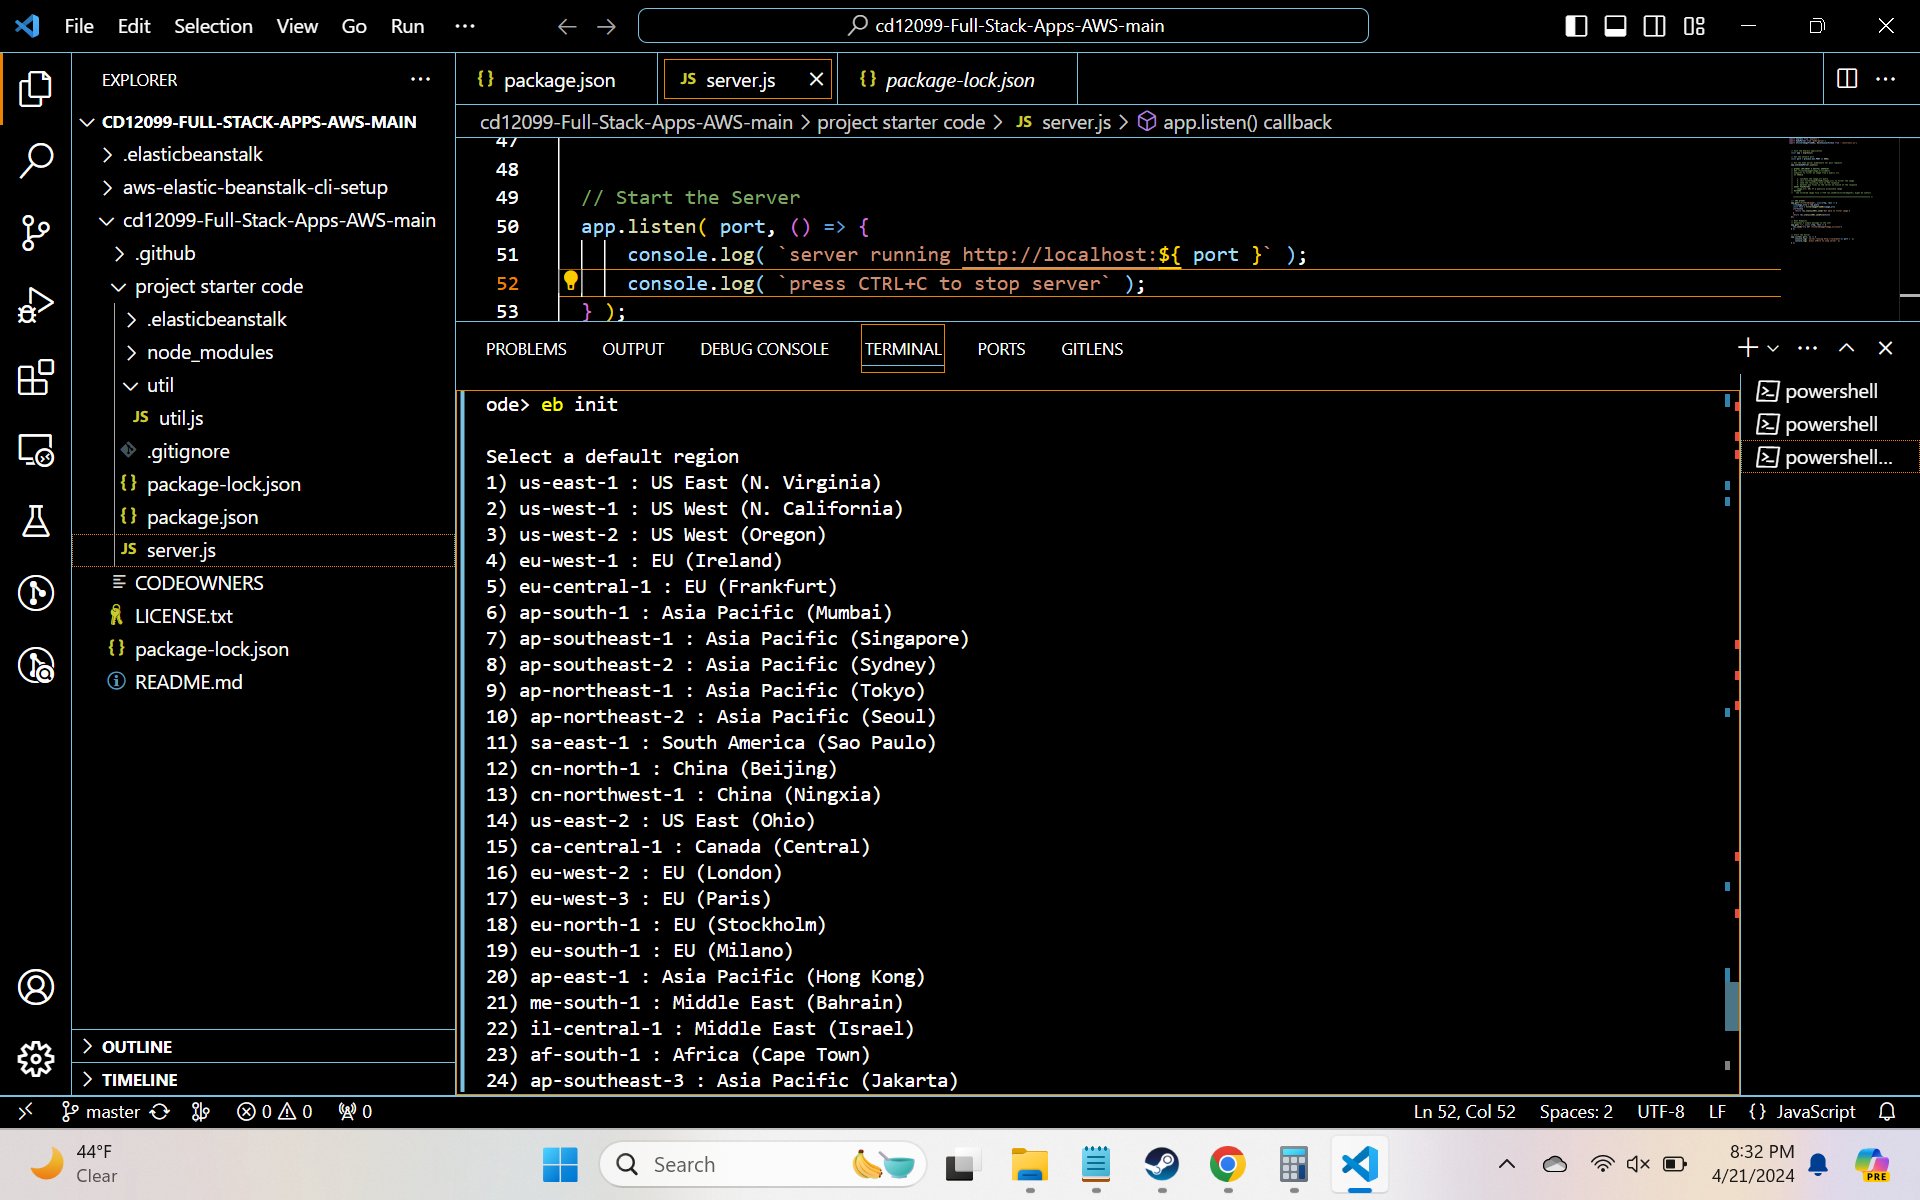 File Edit Selection View Go Run ...
cd12099-Full-Stack-Apps-AWS-main
EXPLORER
CD12099-FULL-STACK-APPS-AWS-MAIN
.elasticbeanstalk
aws-elastic-beanstalk-cli-setup
cd12099-Full-Stack-Apps-AWS-main
.github
project starter code
.elasticbeanstalk
node_modules
util
JS util.js
.gitignore
{} package-lock.json
{} package.json
JS server.js
CODEOWNERS
LICENSE.txt
{} package-lock.json
README.md
OUTLINE
TIMELINE
{} package.json
JS server.js
{} package-lock.json
cd12099-Full-Stack-Apps-AWS-main > project starter code > JS server.js > app.listen() callback
47
48
49 // Start the Server
50 app.listen( port, () => {
51 console.log( `server running http://localhost:${ port }` );
52 console.log( `press CTRL+C to stop server` );
53 } );
PROBLEMS OUTPUT DEBUG CONSOLE TERMINAL PORTS GITLENS
ode> eb init
Select a default region
1) us-east-1 : US East (N. Virginia)
2) us-west-1 : US West (N. California)
3) us-west-2 : US West (Oregon)
4) eu-west-1 : EU (Ireland)
5) eu-central-1 : EU (Frankfurt)
6) ap-south-1 : Asia Pacific (Mumbai)
7) ap-southeast-1 : Asia Pacific (Singapore)
8) ap-southeast-2 : Asia Pacific (Sydney)
9) ap-northeast-1 : Asia Pacific (Tokyo)
10) ap-northeast-2 : Asia Pacific (Seoul)
11) sa-east-1 : South America (Sao Paulo)
12) cn-north-1 : China (Beijing)
13) cn-northwest-1 : China (Ningxia)
14) us-east-2 : US East (Ohio)
15) ca-central-1 : Canada (Central)
16) eu-west-2 : EU (London)
17) eu-west-3 : EU (Paris)
18) eu-north-1 : EU (Stockholm)
19) eu-south-1 : EU (Milano)
20) ap-east-1 : Asia Pacific (Hong Kong)
21) me-south-1 : Middle East (Bahrain)
22) il-central-1 : Middle East (Israel)
23) af-south-1 : Africa (Cape Town)
24) ap-southeast-3 : Asia Pacific (Jakarta)
powershell
powershell
powershell...
master 0 0 0
Ln 52, Col 52 Spaces: 2 UTF-8 LF {} JavaScript
44°F
Clear
Search
8:32 PM
4/21/2024
PRE